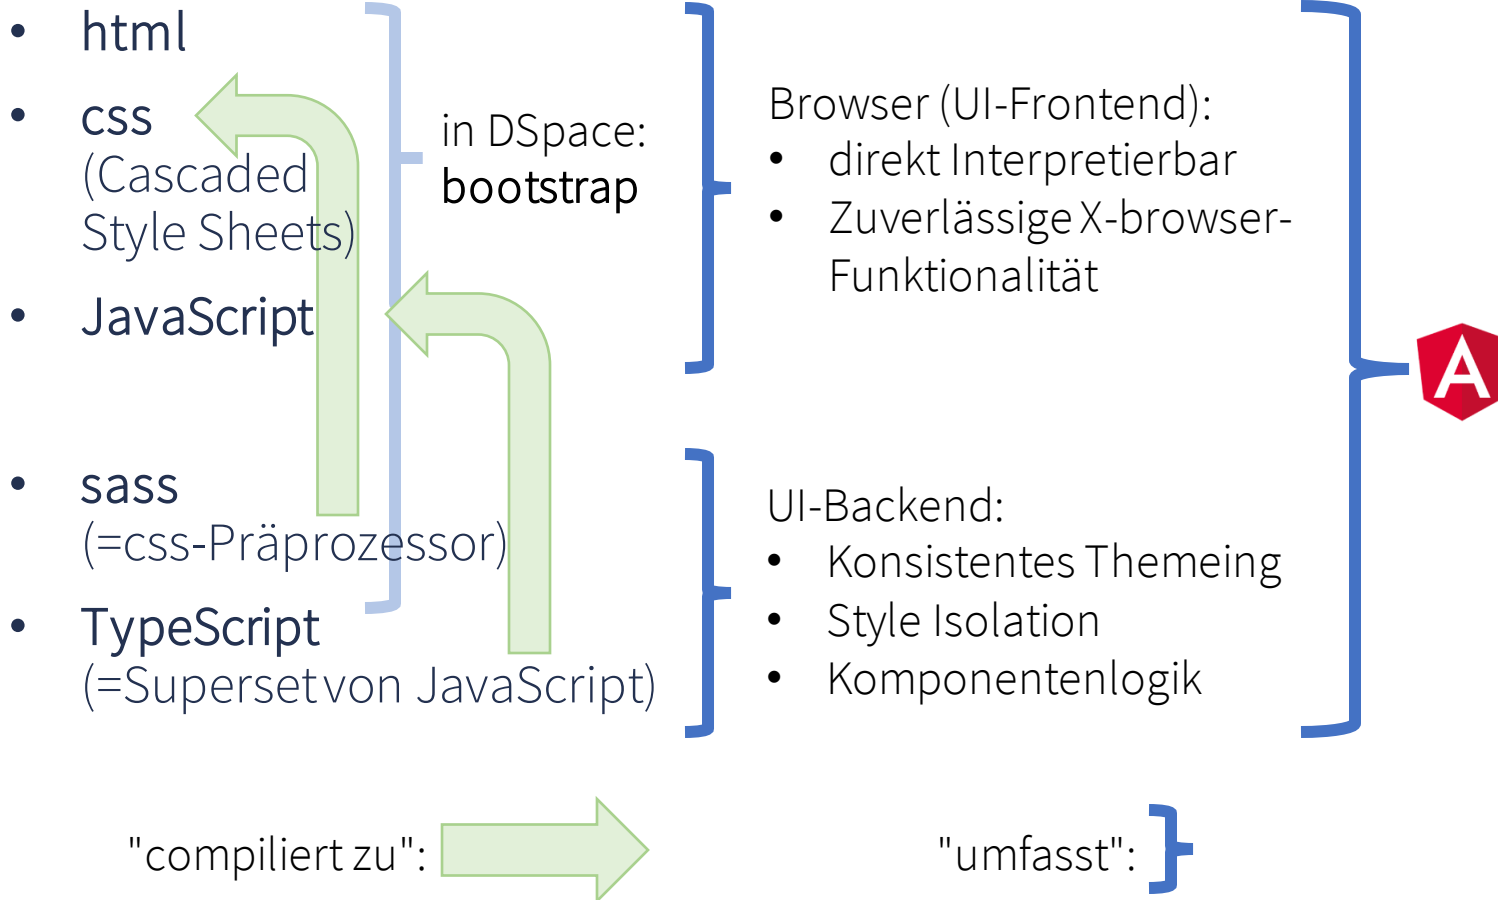 • html
• css
(Cascaded
Style Sheets)
• JavaScript
• sass
(=css-Präprozessor)
• TypeScript
(=Superset von JavaScript)
in DSpace:
bootstrap
Browser (UI-Frontend):
• direkt Interpretierbar
• Zuverlässige X-browser-
Funktionalität
UI-Backend:
• Konsistentes Themeing
• Style Isolation
• Komponentenlogik
A
"compiliert zu":
"umfasst":